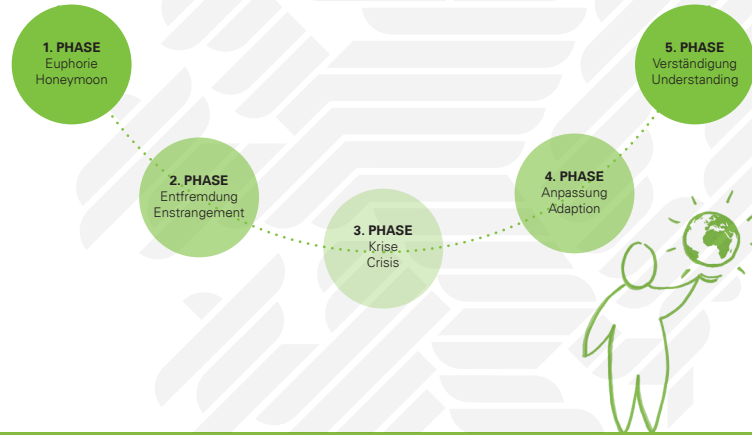 1. PHASE
Euphorie
Honeymoon
2. PHASE
Entfremdung
Enstrangement
3. PHASE
Krise
Crisis
4. PHASE
Anpassung
Adaption
5. PHASE
Verständigung
Understanding